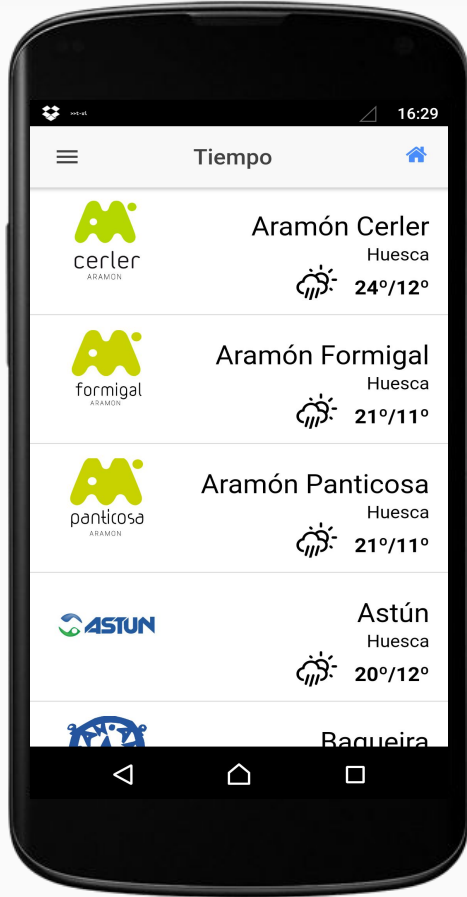 16:29
Tiempo
cerler
ARAMON
Aramón Cerler
Huesca
24º/12º
formigal
ARAMON
Aramón Formigal
Huesca
21º/11º
panticosa
ARAMON
Aramón Panticosa
Huesca
21º/11º
ASTUN
Astún
Huesca
20º/12º
Baqueira